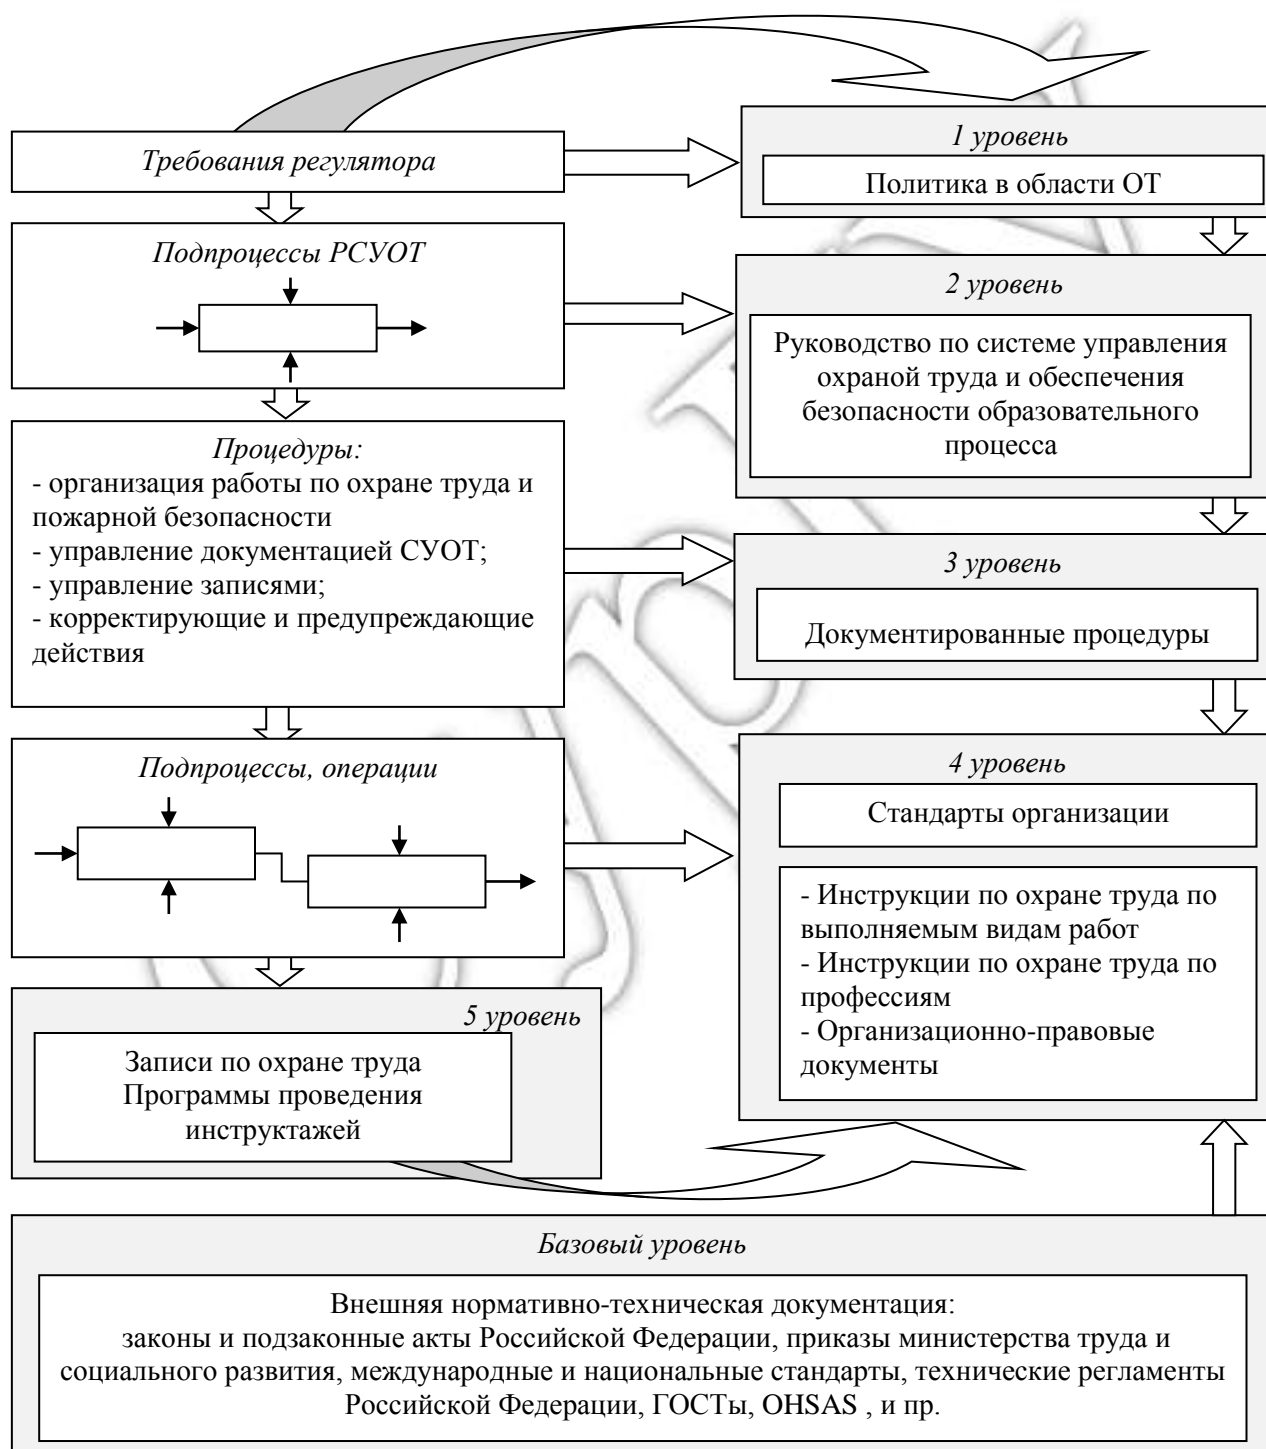 Требования регулятора
1 уровень
Политика в области ОТ
Подпроцессы РСУОТ
2 уровень
Руководство по системе управления
охраной труда и обеспечения
безопасности образовательного
процесса
Процедуры:
- организация работы по охране труда и
пожарной безопасности
- управление документацией СУОТ;
- управление записями;
- корректирующие и предупреждающие
действия
3 уровень
Документированные процедуры
Подпроцессы, операции
4 уровень
Стандарты организации
- Инструкции по охране труда по
выполняемым видам работ
- Инструкции по охране труда по
профессиям
- Организационно-правовые
документы
5 уровень
Записи по охране труда
Программы проведения
инструктажей
Базовый уровень
Внешняя нормативно-техническая документация:
законы и подзаконные акты Российской Федерации, приказы министерства труда и
социального развития, международные и национальные стандарты, технические регламенты
Российской Федерации, ГОСТы, OHSAS , и пр.